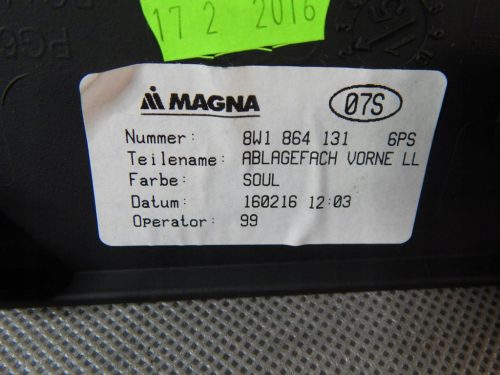 17 2 2016
MAGNA
07S
Nummer: 8W1 864 131 6PS
Teilename: ABLAGEFACH VORNE LL
Farbe: SOUL
Datum: 160216 12:03
Operator: 99